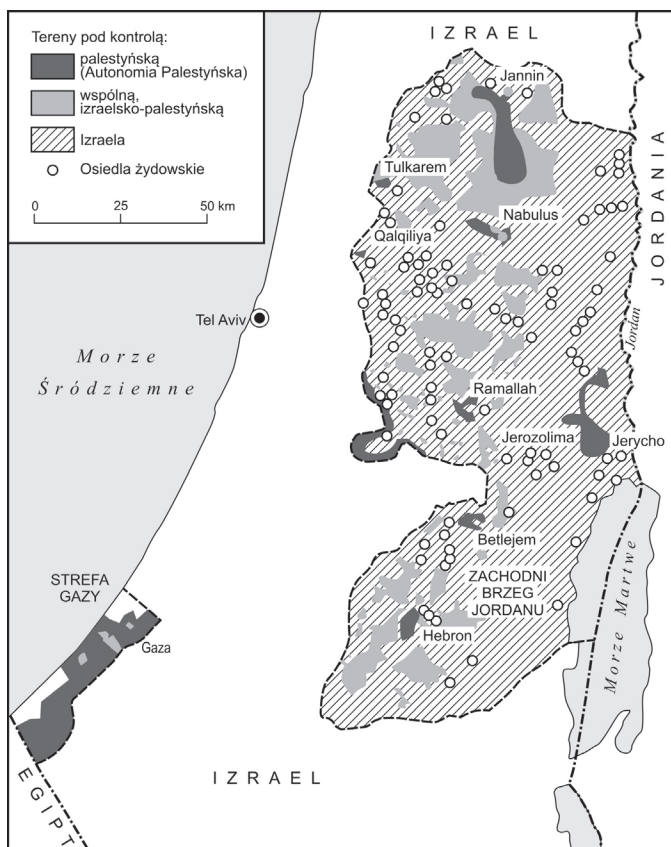 Tereny pod kontrolą:
palestyńską
(Autonomia Palestyńska)
wspólną,
izraelsko-palestyńską
Izraela
Osiedla żydowskie
0 25 50 km
IZRAEL
Jannin
JORDANIA
Tulkarem
Nabulus
Qalqiliya
Tel Aviv
Jordan
Morze
Śródziemne
Ramallah
Jerozolima
Jerycho
Betlejem
STREFA
GAZY
ZACHODNI
BRZEG
JORDANU
Gaza
Hebron
Morze Martwe
IZRAEL
EGIPT